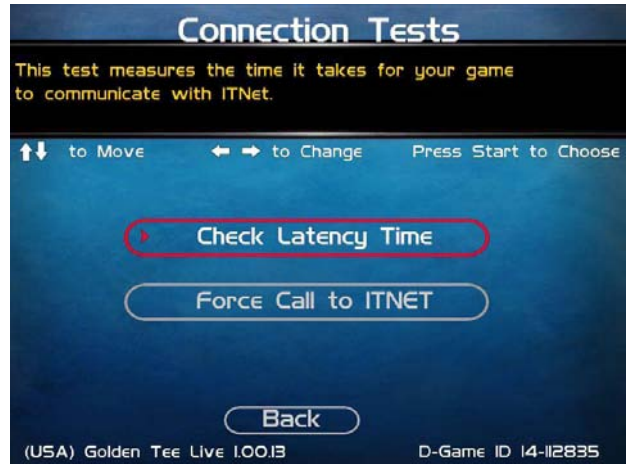 Connection Tests
This test measures the time it takes for your game
to communicate with ITNet.
to Move to Change Press Start to Choose
Check Latency Time
Force Call to ITNET
Back
(USA) Golden Tee Live 1.00.13 D-Game ID 14-112835